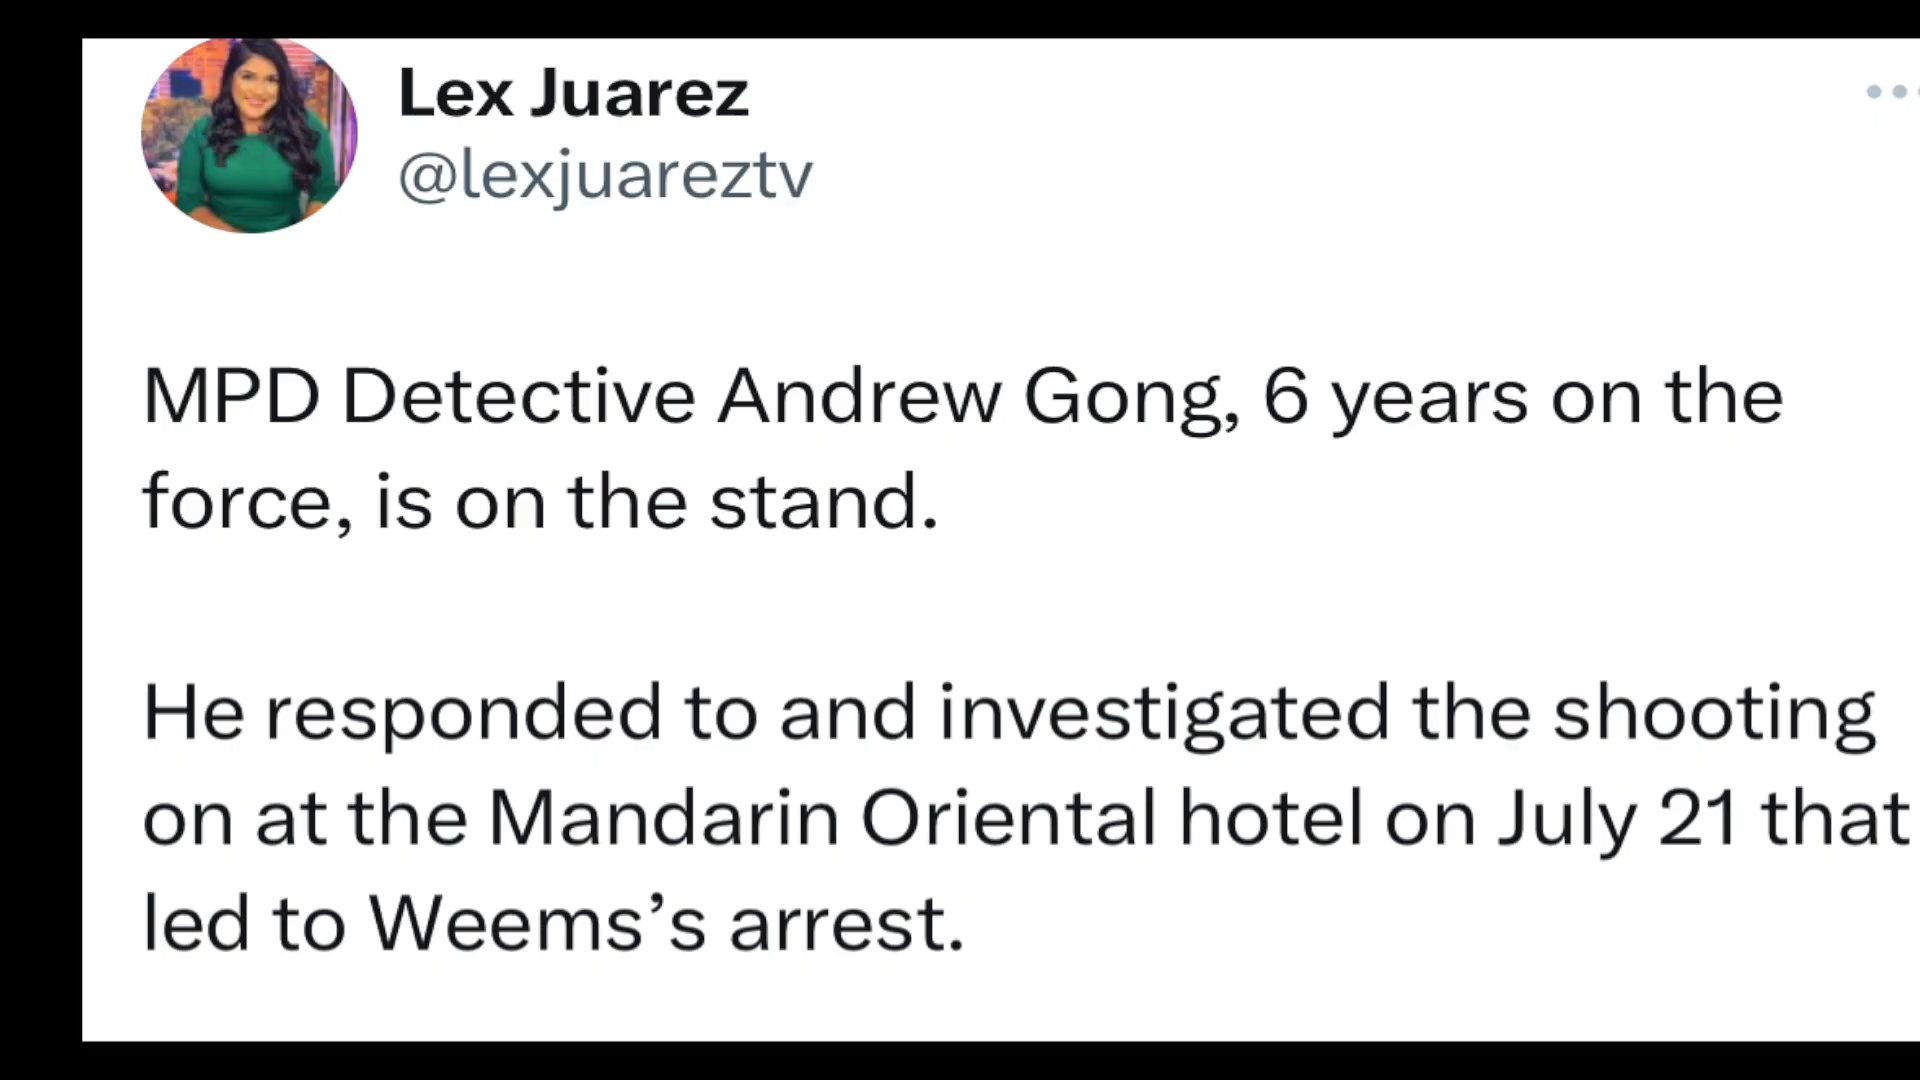 Lex Juarez
@lexjuareztv
MPD Detective Andrew Gong, 6 years on the
force, is on the stand.
He responded to and investigated the shooting
on at the Mandarin Oriental hotel on July 21 that
led to Weems’s arrest.